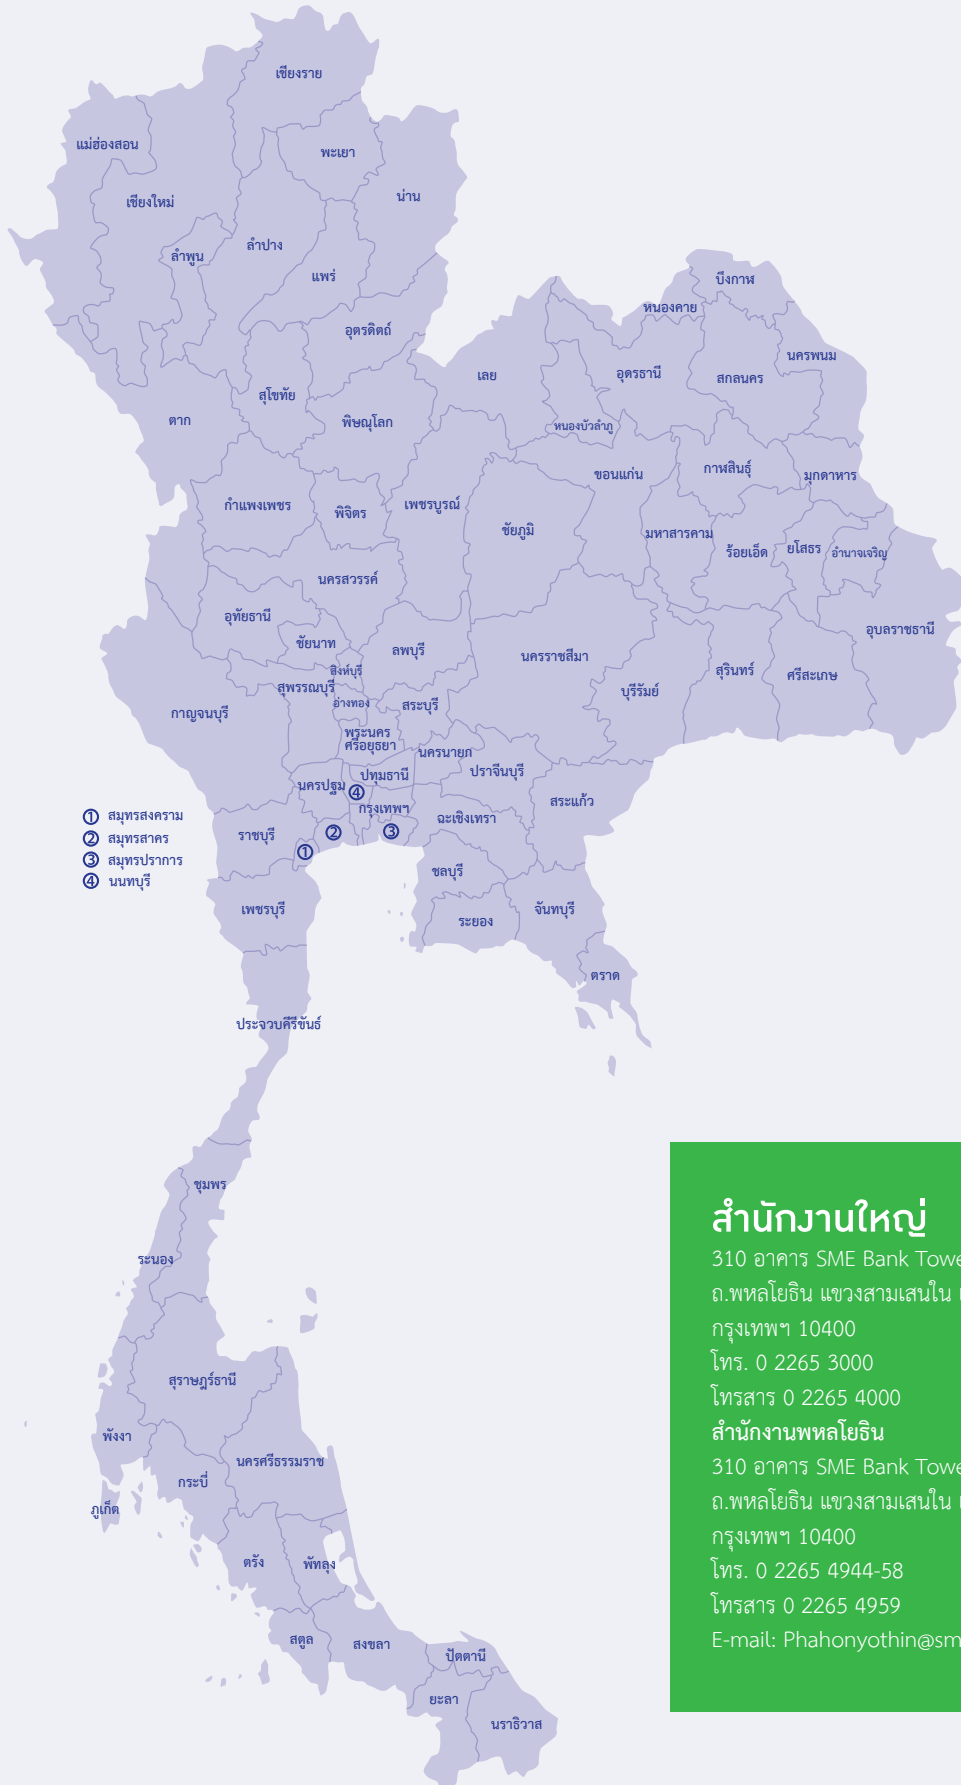 เชียงราย
แม่ฮ่องสอน
พะเยา
น่าน
เชียงใหม่
ลำปาง
ลำพูน
แพร่
บึงกาฬ
หนองคาย
อุตรดิตถ์
นครพนม
เลย
อุดรธานี
สกลนคร
สุโขทัย
ตาก
พิษณุโลก
หนองบัวลำภู
ขอนแก่น
กาฬสินธุ์
มุกดาหาร
กำแพงเพชร
พิจิตร
เพชรบูรณ์
ชัยภูมิ
มหาสารคาม
ร้อยเอ็ด
ยโสธร
อำนาจเจริญ
นครสวรรค์
อุทัยธานี
ชัยนาท
ลพบุรี
นครราชสีมา
อุบลราชธานี
สิงห์บุรี
สุพรรณบุรี
บุรีรัมย์
สุรินทร์
ศรีสะเกษ
อ่างทอง
สระบุรี
กาญจนบุรี
พระนคร
ศรีอยุธยา
นครนายก
ปราจีนบุรี
ปทุมธานี
นครปฐม
4
สระแก้ว
กรุงเทพฯ
ฉะเชิงเทรา
ราชบุรี
2
3
1
1 สมุทรสงคราม
2 สมุทรสาคร
3 สมุทรปราการ
4 นนทบุรี
ชลบุรี
เพชรบุรี
ระยอง
จันทบุรี
ตราด
ประจวบคีรีขันธ์
ชุมพร
ระนอง
สุราษฎร์ธานี
พังงา
นครศรีธรรมราช
กระบี่
ภูเก็ต
ตรัง
พัทลุง
สตูล
สงขลา
ปัตตานี
ยะลา
นราธิวาส
สำนักงานใหญ่
310 อาคาร SME Bank Towe
ถ.พหลโยธิน แขวงสามเสนใน
กรุงเทพฯ 10400
โทร. 0 2265 3000
โทรสาร 0 2265 4000
สำนักงานพหลโยธิน
310 อาคาร SME Bank Towe
ถ.พหลโยธิน แขวงสามเสนใน
กรุงเทพฯ 10400
โทร. 0 2265 4944-58
โทรสาร 0 2265 4959
E-mail: Phahonyothin@sm